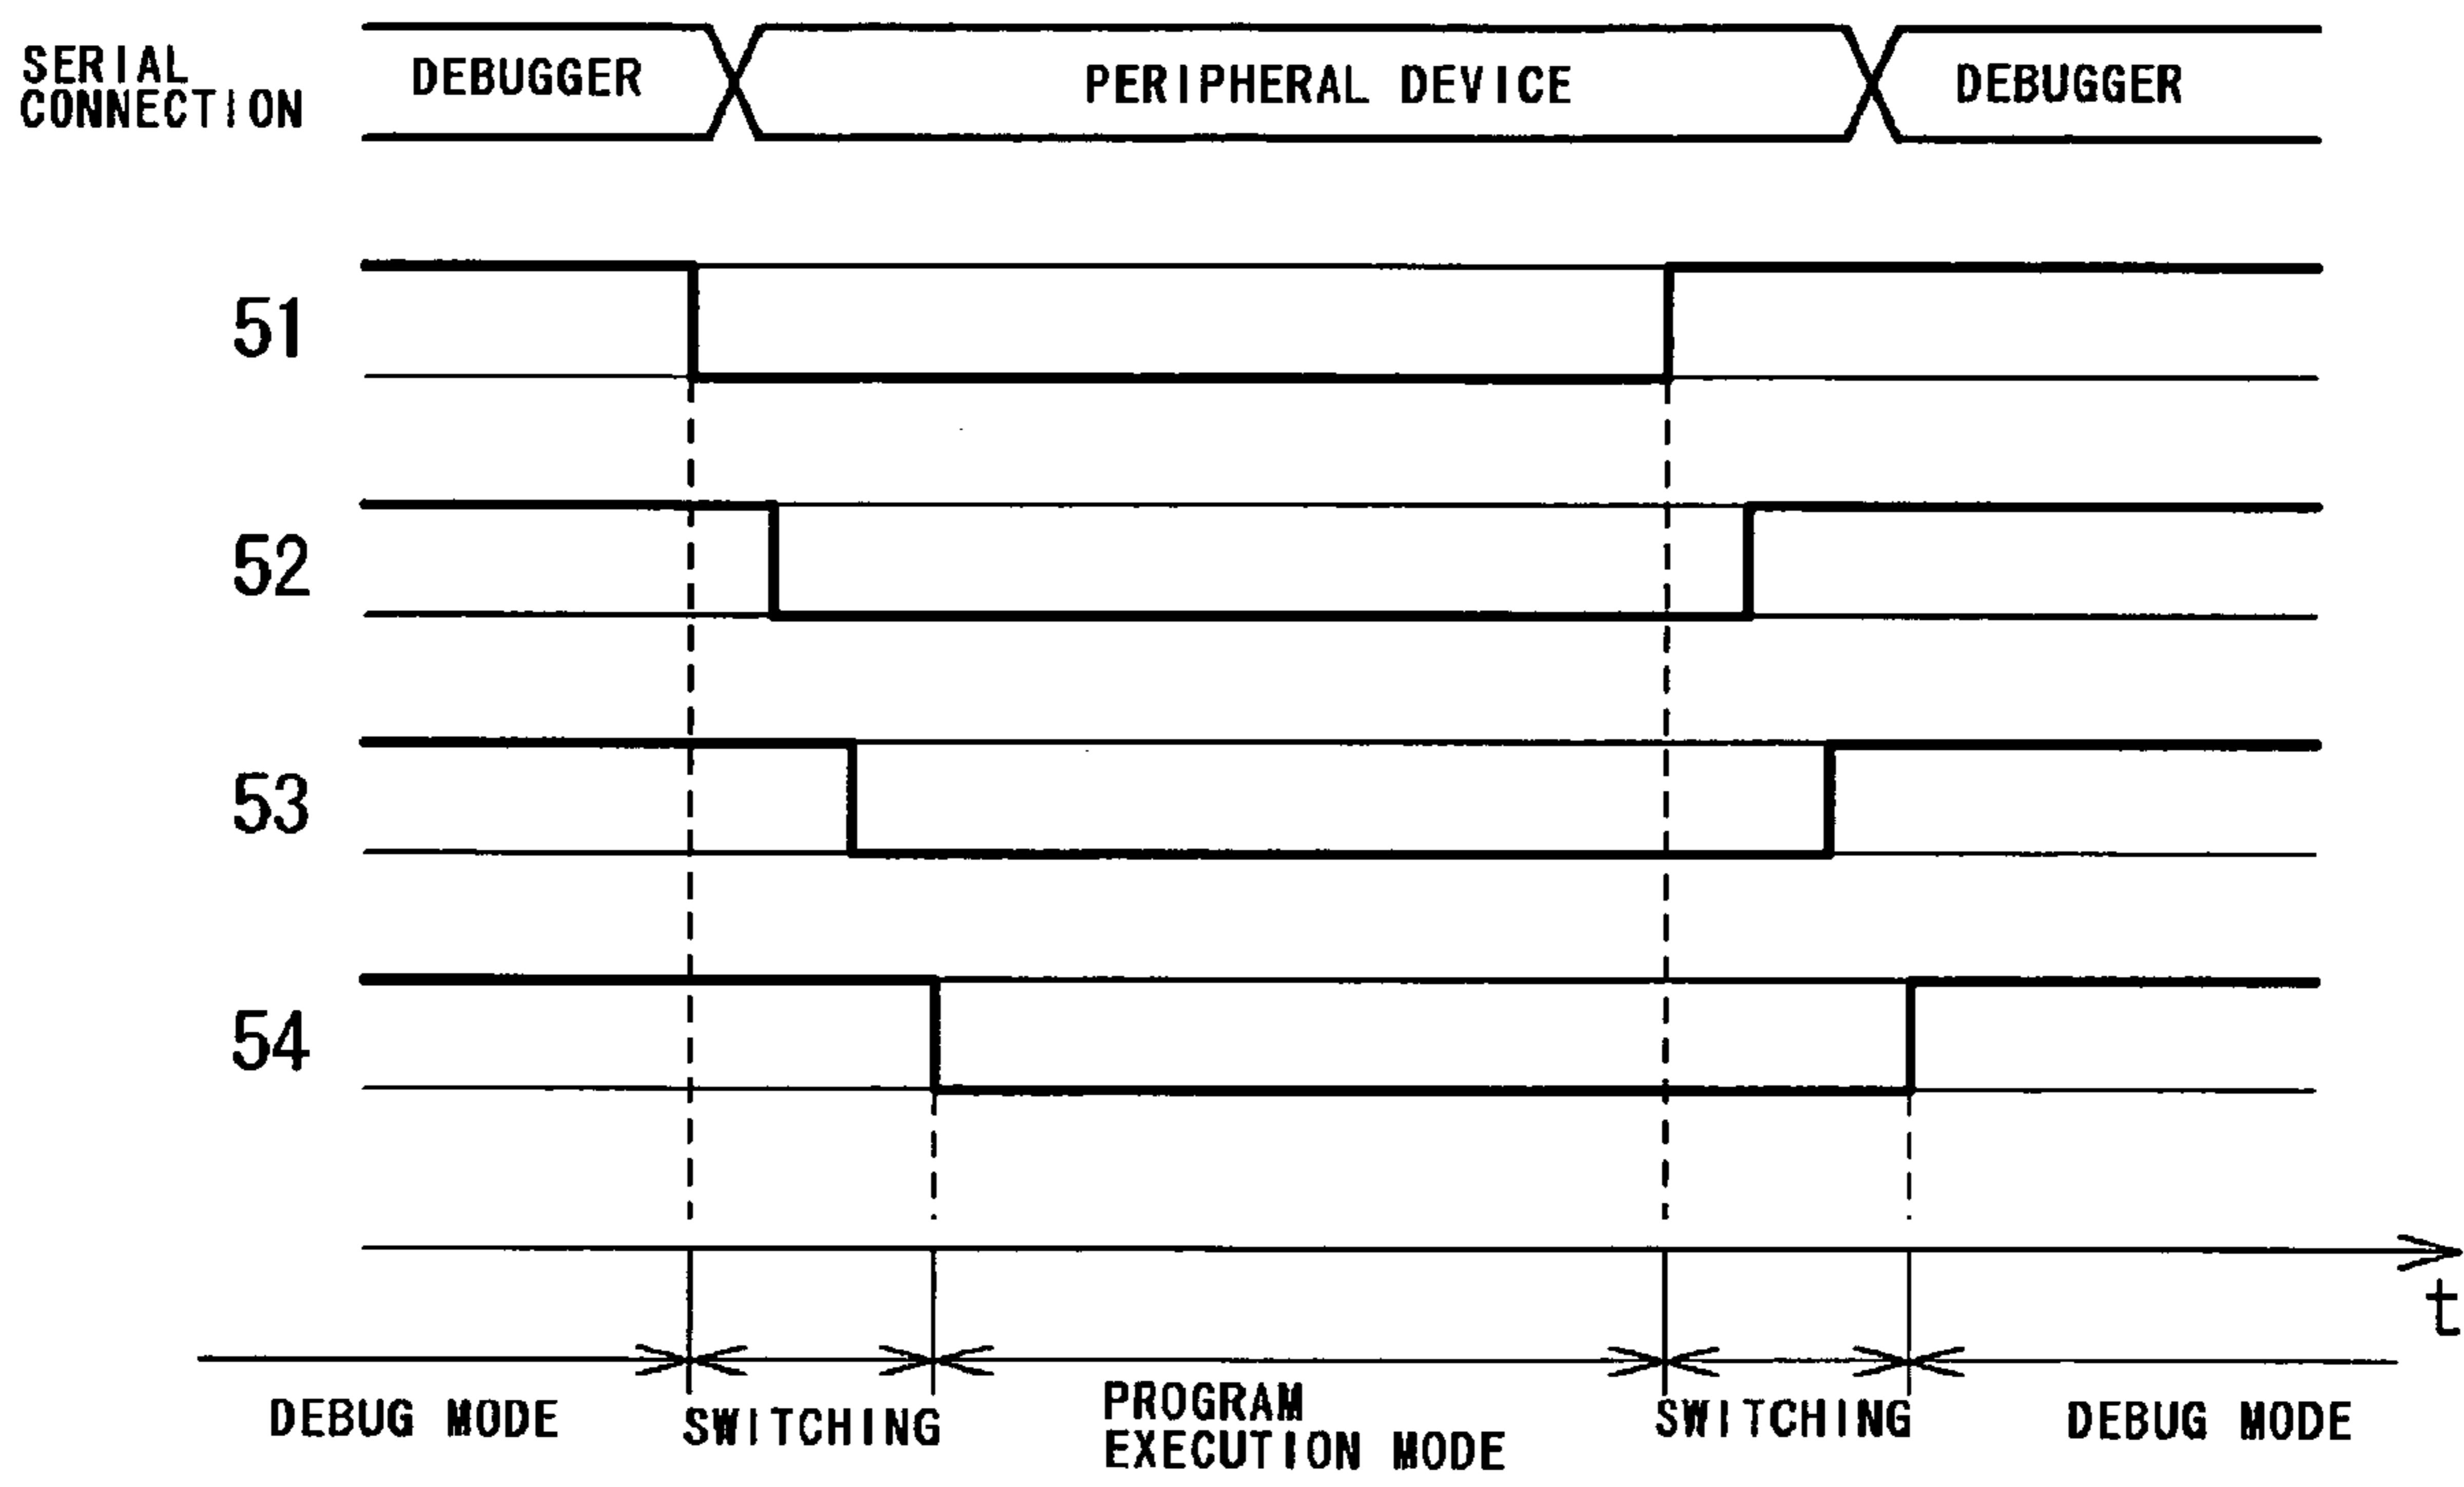 SERIAL
CONNECTION
DEBUGGER
PERIPHERAL DEVICE
DEBUGGER
51
52
53
54
t
DEBUG MODE
SWITCHING
PROGRAM
EXECUTION MODE
SWITCHING
DEBUG MODE